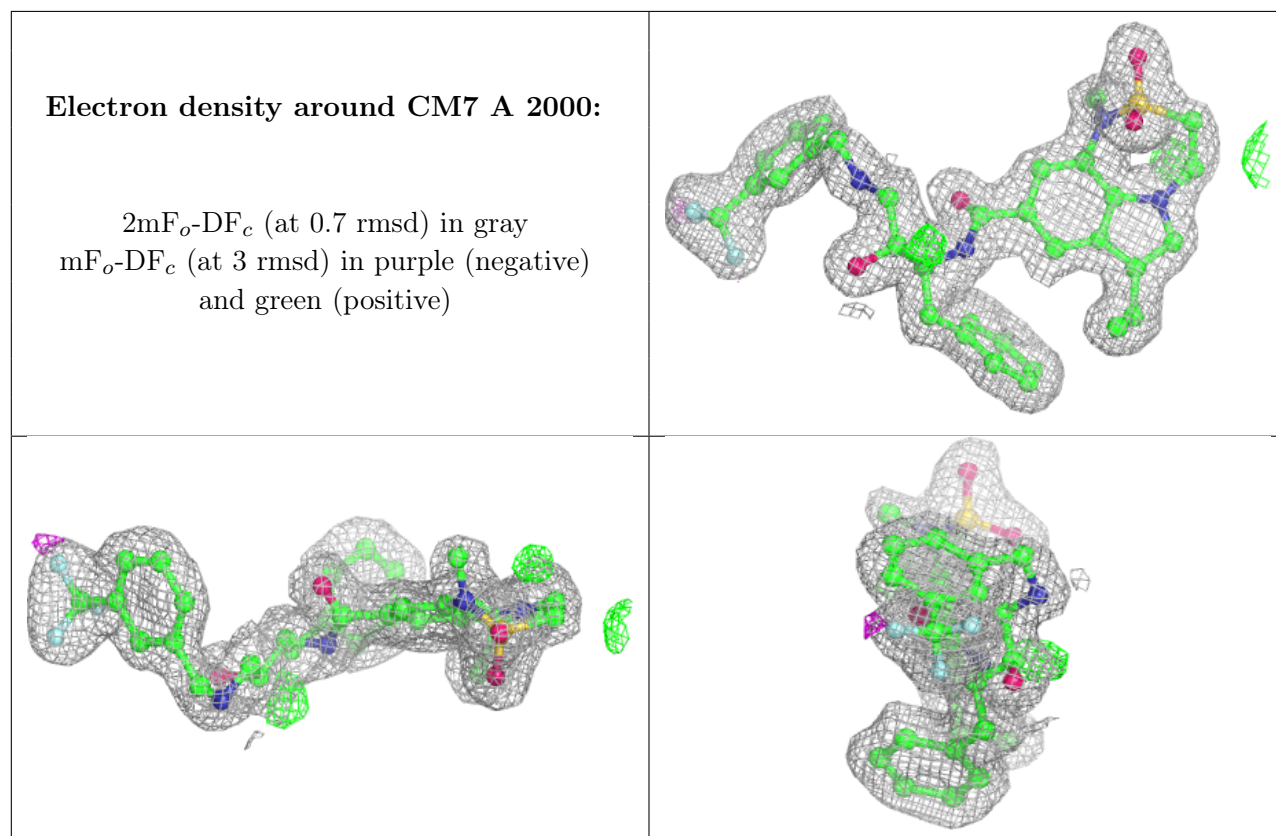 Electron density around CM7 A 2000:
2mFo-DFc (at 0.7 rmsd) in gray
mFo-DFc (at 3 rmsd) in purple (negative)
and green (positive)